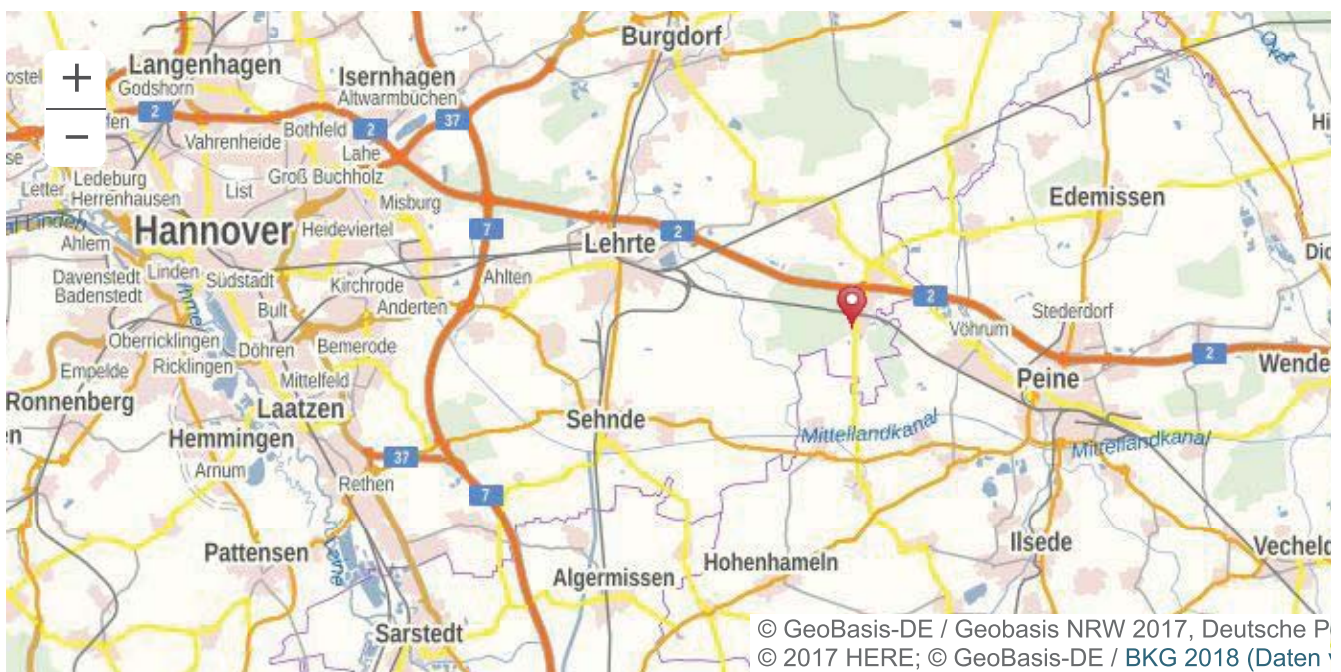 Burgdorf
Langenhagen
Isernhagen
Godshorn
Altwarmbüchen
2
37
Bothfeld
2
Vahrenheide
Lahe
Groß Buchholz
Ledeburg
Letter
Herrenhausen
List
Misburg
Edemissen
Hannover
Heideviertel
7
Lehrte
2
Ahlem
Linden
Südstadt
Davenstedt
Badenstedt
Kirchrode
Ahlten
Anderten
2
Bult
Stederdorf
Vöhrum
Oberricklingen
Döhren
Bemerode
Ricklingen
2
Empelde
Mittelfeld
Peine
Ronnenberg
Laatzen
Sehnde
Mittellandkanal
Hemmingen
Mittellandkanal
37
Arnum
Rethen
7
Pattensen
Ilsede
Hohenhameln
Algermissen
Sarstedt
© GeoBasis-DE / Geobasis NRW 2017, Deutsche P
© 2017 HERE; © GeoBasis-DE / BKG 2018 (Daten